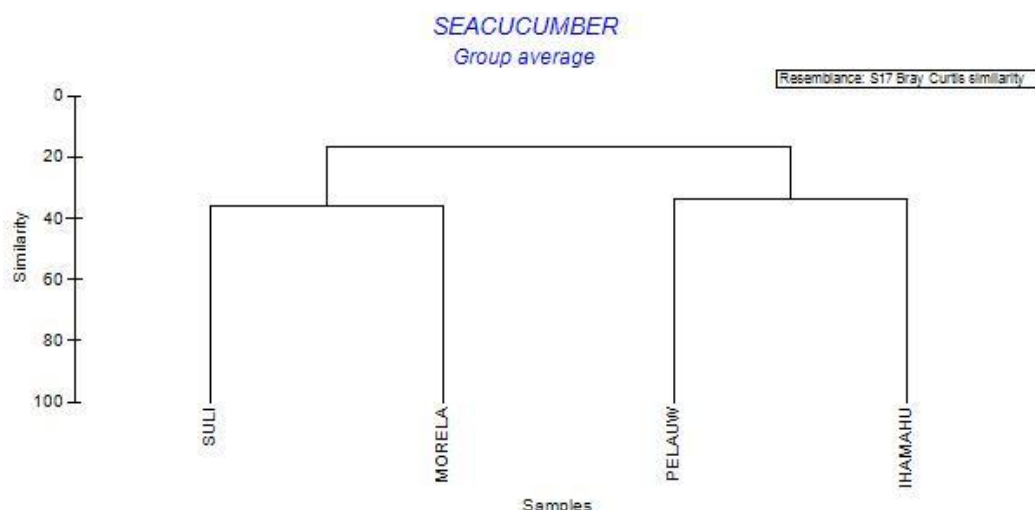 SEACUCUMBER
Group average
Resemblance: S17 Bray Curtis similarity
0
20
40
60
80
100
Similarity
SULI
MORELA
PELAUW
IHAMAHU
Samples